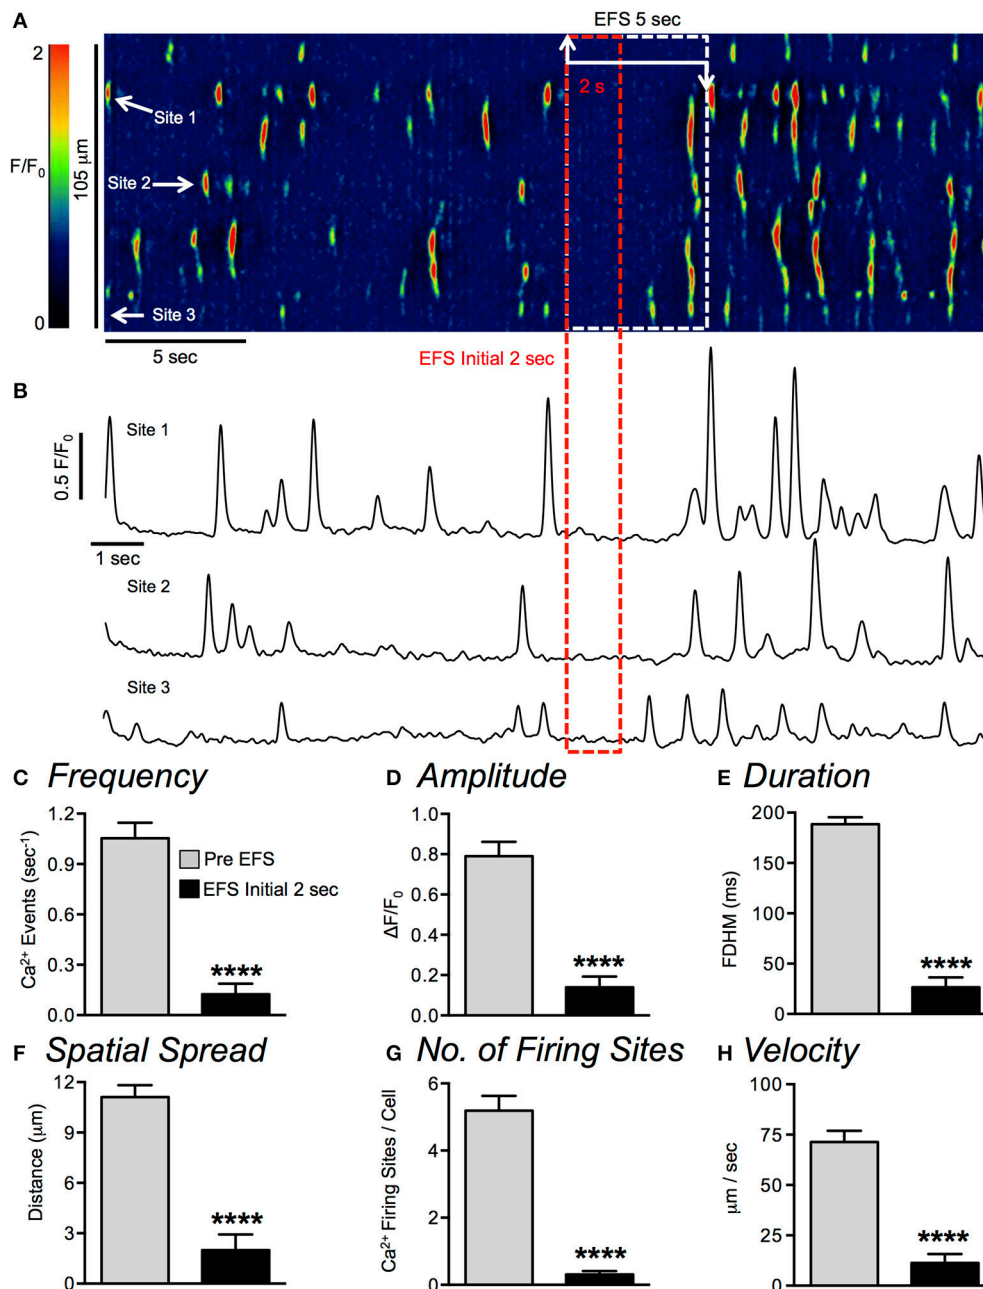 A
EFS 5 sec
2
2 s
Site 1
F/F0
105 µm
Site 2
Site 3
0
5 sec
EFS Initial 2 sec
B
Site 1
0.5 F/F0
1 sec
Site 2
Site 3
C Frequency
1.2
0.9
0.6
0.3
0.0
Ca2+ Events (sec-1)
Pre EFS
EFS Initial 2 sec
****
D Amplitude
1.0
0.8
0.6
0.4
0.2
0.0
ΔF/F0
****
E Duration
200
150
100
50
0
FDHM (ms)
****
F Spatial Spread
12
9
6
3
0
Distance (µm)
****
G No. of Firing Sites
6
4
2
0
Ca2+ Firing Sites / Cell
****
H Velocity
100
75
50
25
0
µm / sec
****